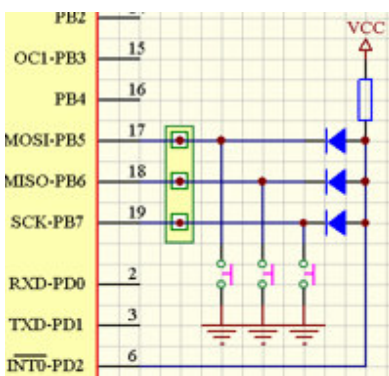 PB2
VCC
OC1·PB3 15
PB4 16
MOSI·PB5 17
MISO·PB6 18
SCK·PB7 19
RXD·PD0 2
TXD·PD1 3
INT0·PD2 6